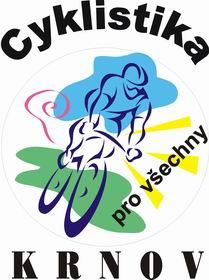 Cyklistika
pro všechny
KRNOV